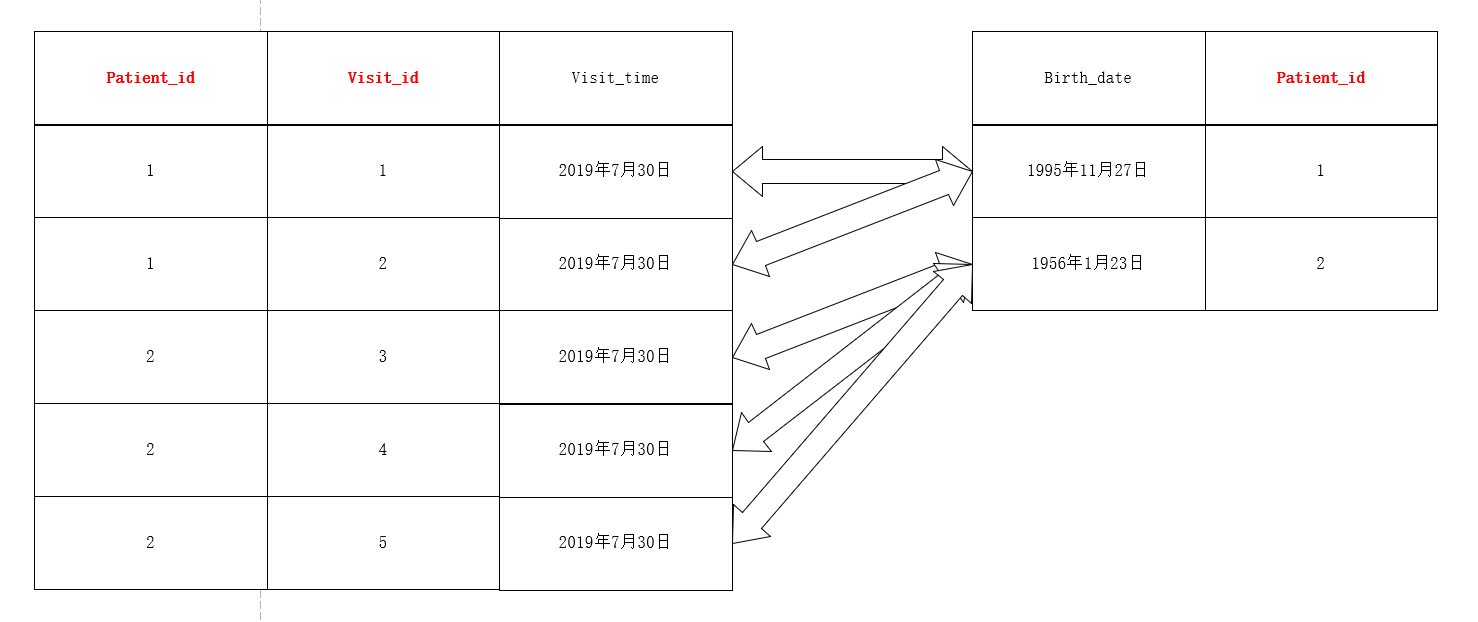 Patient_id Visit_id Visit_time Birth_date Patient_id
1 1 2019年7月30日 1995年11月27日 1
1 2 2019年7月30日 1956年1月23日 2
2 3 2019年7月30日
2 4 2019年7月30日
2 5 2019年7月30日